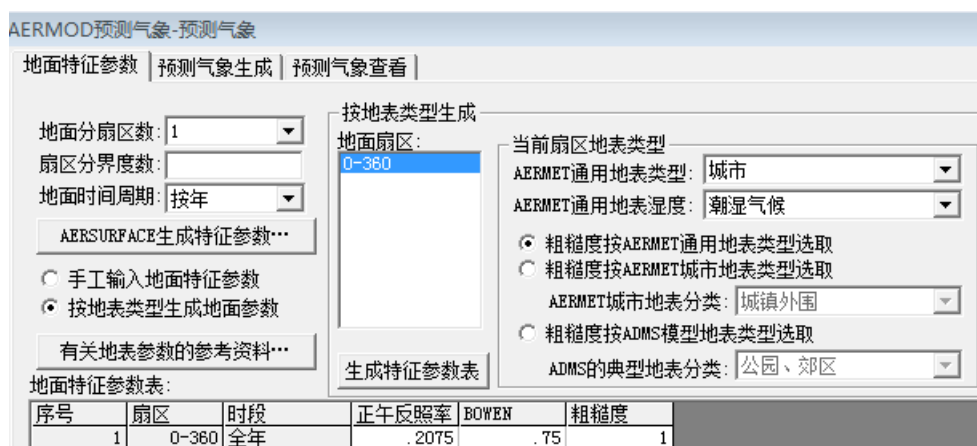 AERMOD预测气象-预测气象
地面特征参数 预测气象生成 预测气象查看
地面分扇区数: 1
扇区分界度数:
地面时间周期: 按年
AERSURFACE生成特征参数…
手工输入地面特征参数
按地表类型生成地面参数
有关地表参数的参考资料…
按地表类型生成
地面扇区:
0-360
生成特征参数表
当前扇区地表类型
AERMET通用地表类型: 城市
AERMET通用地表湿度: 潮湿气候
粗糙度按AERMET通用地表类型选取
粗糙度按AERMET城市地表类型选取
AERMET城市地表分类: 城镇外围
粗糙度按ADMS模型地表类型选取
ADMS的典型地表分类: 公园、郊区
地面特征参数表:
序号 扇区 时段 正午反照率 BOWEN 粗糙度
1 0-360 全年 .2075 .75 1